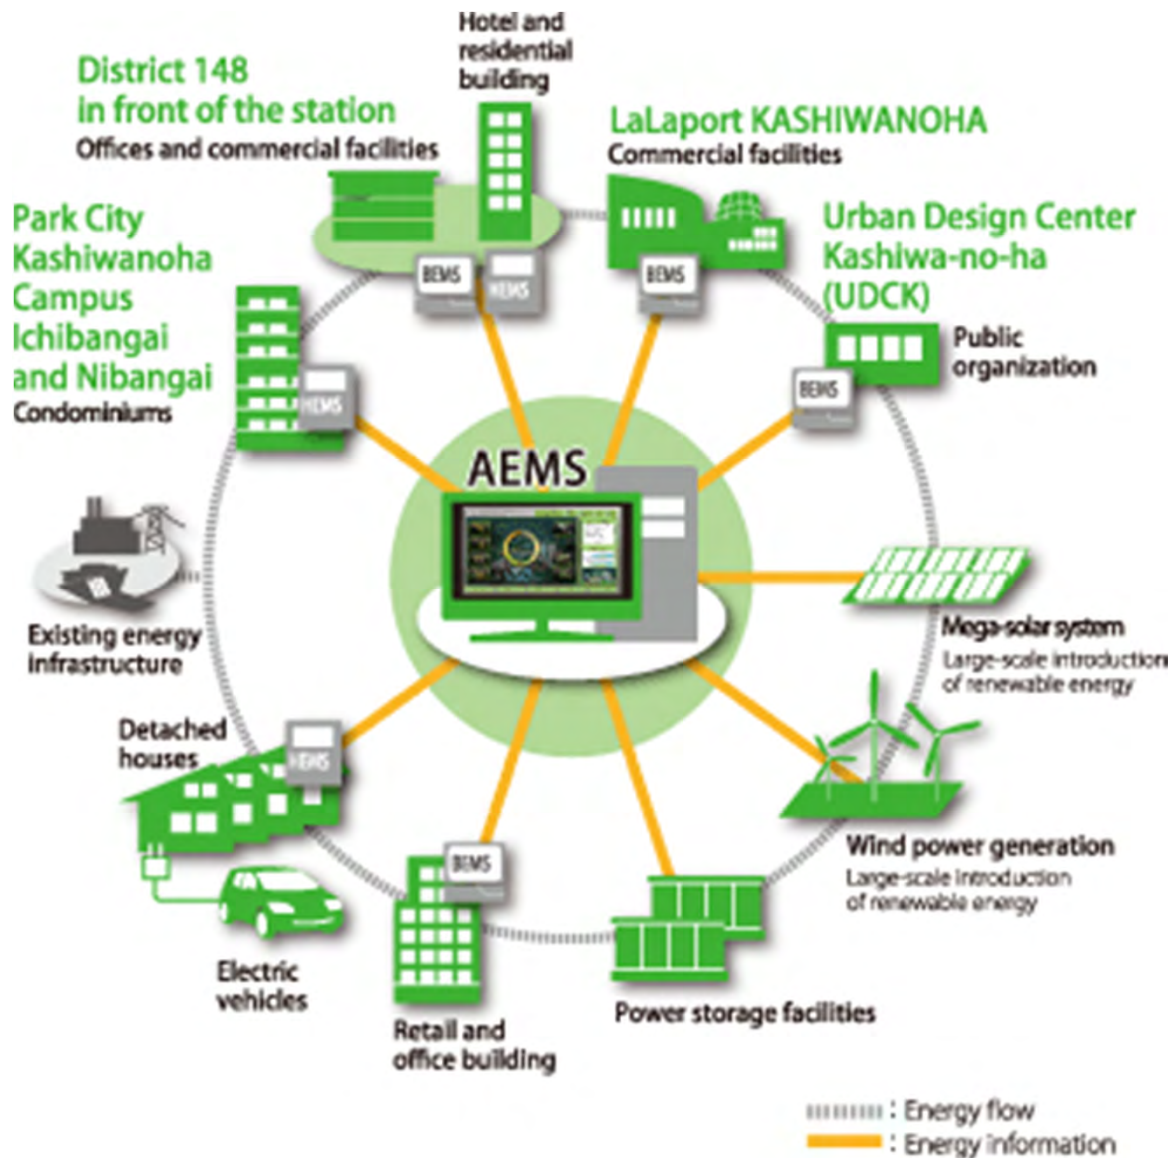 Hotel and
residential
building
District 148
in front of the station
Offices and commercial facilities
LaLaport KASHIWANOHA
Commercial facilities
Park City
Kashiwanoha
Campus
Ichibangai
and Nibangai
Condominiums
Urban Design Center
Kashiwa-no-ha
(UDCK)
Public
organization
BEMS
HEMS
BEMS
BEMS
HEMS
AEMS
Existing energy
infrastructure
Mega-solar system
Large-scale introduction
of renewable energy
Detached
houses
HEMS
Wind power generation
Large-scale introduction
of renewable energy
BEMS
Electric
vehicles
Retail and
office building
Power storage facilities
: Energy flow
: Energy information